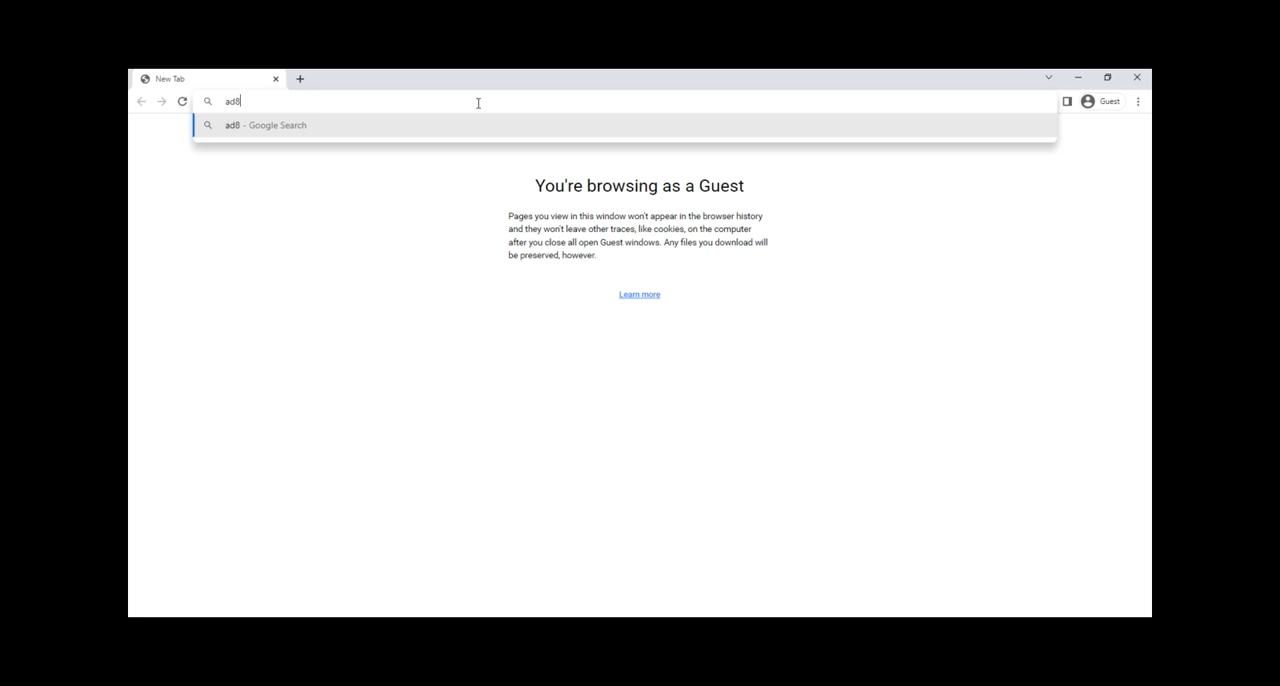 New Tab
ad8
Guest
ad8 - Google Search
You're browsing as a Guest
Pages you view in this window won't appear in the browser history
and they won't leave other traces, like cookies, on the computer
after you close all open Guest windows. Any files you download will
be preserved, however.
Learn more